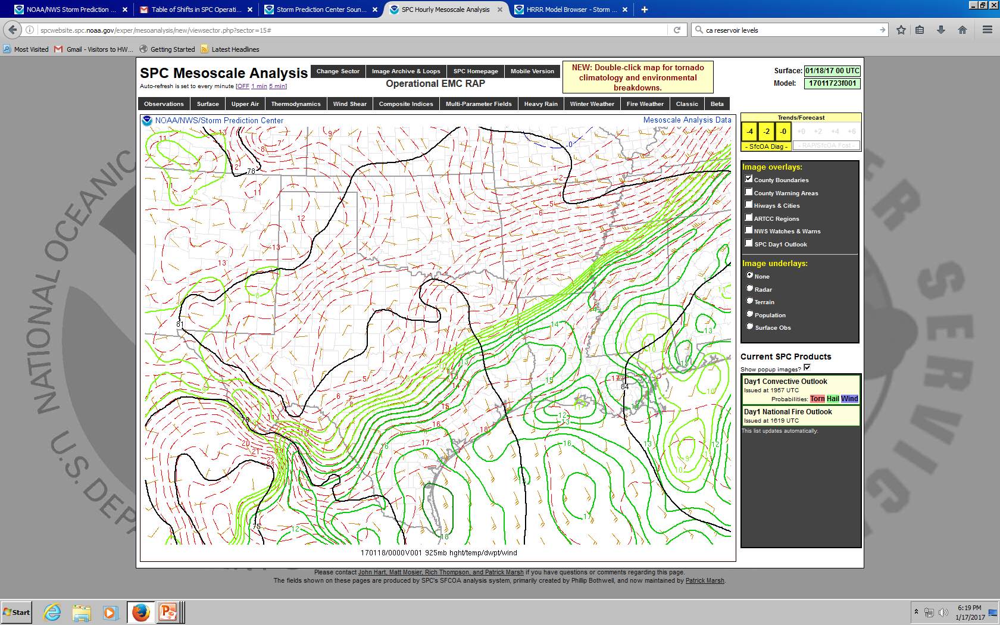 NOAA/NWS Storm Prediction ...
Table of Shifts in SPC Operati...
Storm Prediction Center Soun...
SPC Hourly Mesoscale Analysis
HRRR Model Browser - Storm ...
spcwebsite.spc.noaa.gov/exper/mesoanalysis/new/viewsector.php?sector=15#
ca reservoir levels
Most Visited
Gmail - Visitors to HW...
Getting Started
Latest Headlines
SPC Mesoscale Analysis
Auto-refresh is set to every minute [OFF 1 min 5 min]
Change Sector
Image Archive & Loops
SPC Homepage
Mobile Version
Operational EMC RAP
NEW: Double-click map for tornado
climatology and environmental
breakdowns.
Surface: 01/18/17 00 UTC
Model: 17011723f001
Observations
Surface
Upper Air
Thermodynamics
Wind Shear
Composite Indices
Multi-Parameter Fields
Heavy Rain
Winter Weather
Fire Weather
Classic
Beta
NOAA/NWS/Storm Prediction Center
Mesoscale Analysis Data
Trends/Forecast
-4 -2 -0 +0 +2 +4 +6
- SfcOA Diag - - RAP/SfcOA Fcst -
Image overlays:
County Boundaries
County Warning Areas
Hiways & Cities
ARTCC Regions
NWS Watches & Warns
SPC Day1 Outlook
Image underlays:
None
Radar
Terrain
Population
Surface Obs
Current SPC Products
Show popup images?
Day1 Convective Outlook
Issued at 1957 UTC
Probabilities: Torn Hail Wind
Day1 National Fire Outlook
Issued at 1619 UTC
This list updates automatically.
78
81
84
78
75
170118/0000V001 925mb hght/temp/dwpt/wind
Please contact John Hart, Matt Mosier, Rich Thompson, and Patrick Marsh if you have questions or comments regarding this page.
The fields shown on these pages are produced by SPC's SFCOA analysis system, primarily created by Phillip Bothwell, and now maintained by Patrick Marsh.
NATIONAL OCEANIC
U.S. DEP
ER SERVIC
Start
6:19 PM
1/17/2017